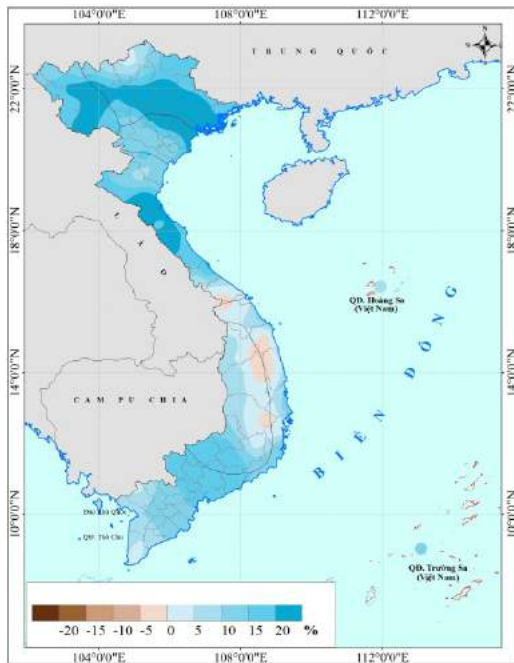 104°0'0"N 108°0'0"N 112°0'0"N
N
TRUNG QUỐC
22°0'0"N 22°0'0"N
18°0'0"N 18°0'0"N
LÀO
QĐ. Hoàng Sa
(Việt Nam)
BIỂN ĐÔNG
14°0'0"N 14°0'0"N
CAM PU CHIA
10°0'0"N 10°0'0"N
QĐ. Thổ Chu
QĐ. Trường Sa
(Việt Nam)
-20 -15 -10 -5 0 5 10 15 20 %
104°0'0"N 108°0'0"N 112°0'0"N